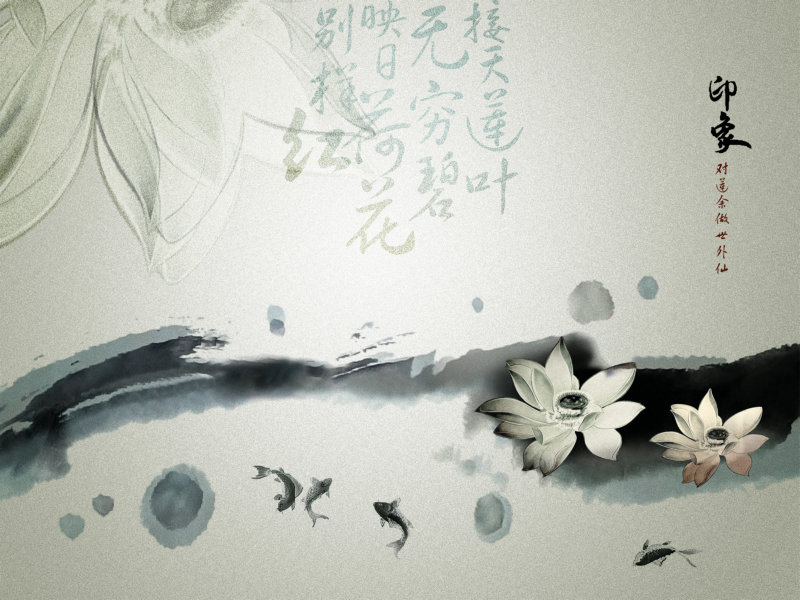 印象
对莲余做世外仙
接天莲叶
无穷碧
映日荷花
别样红